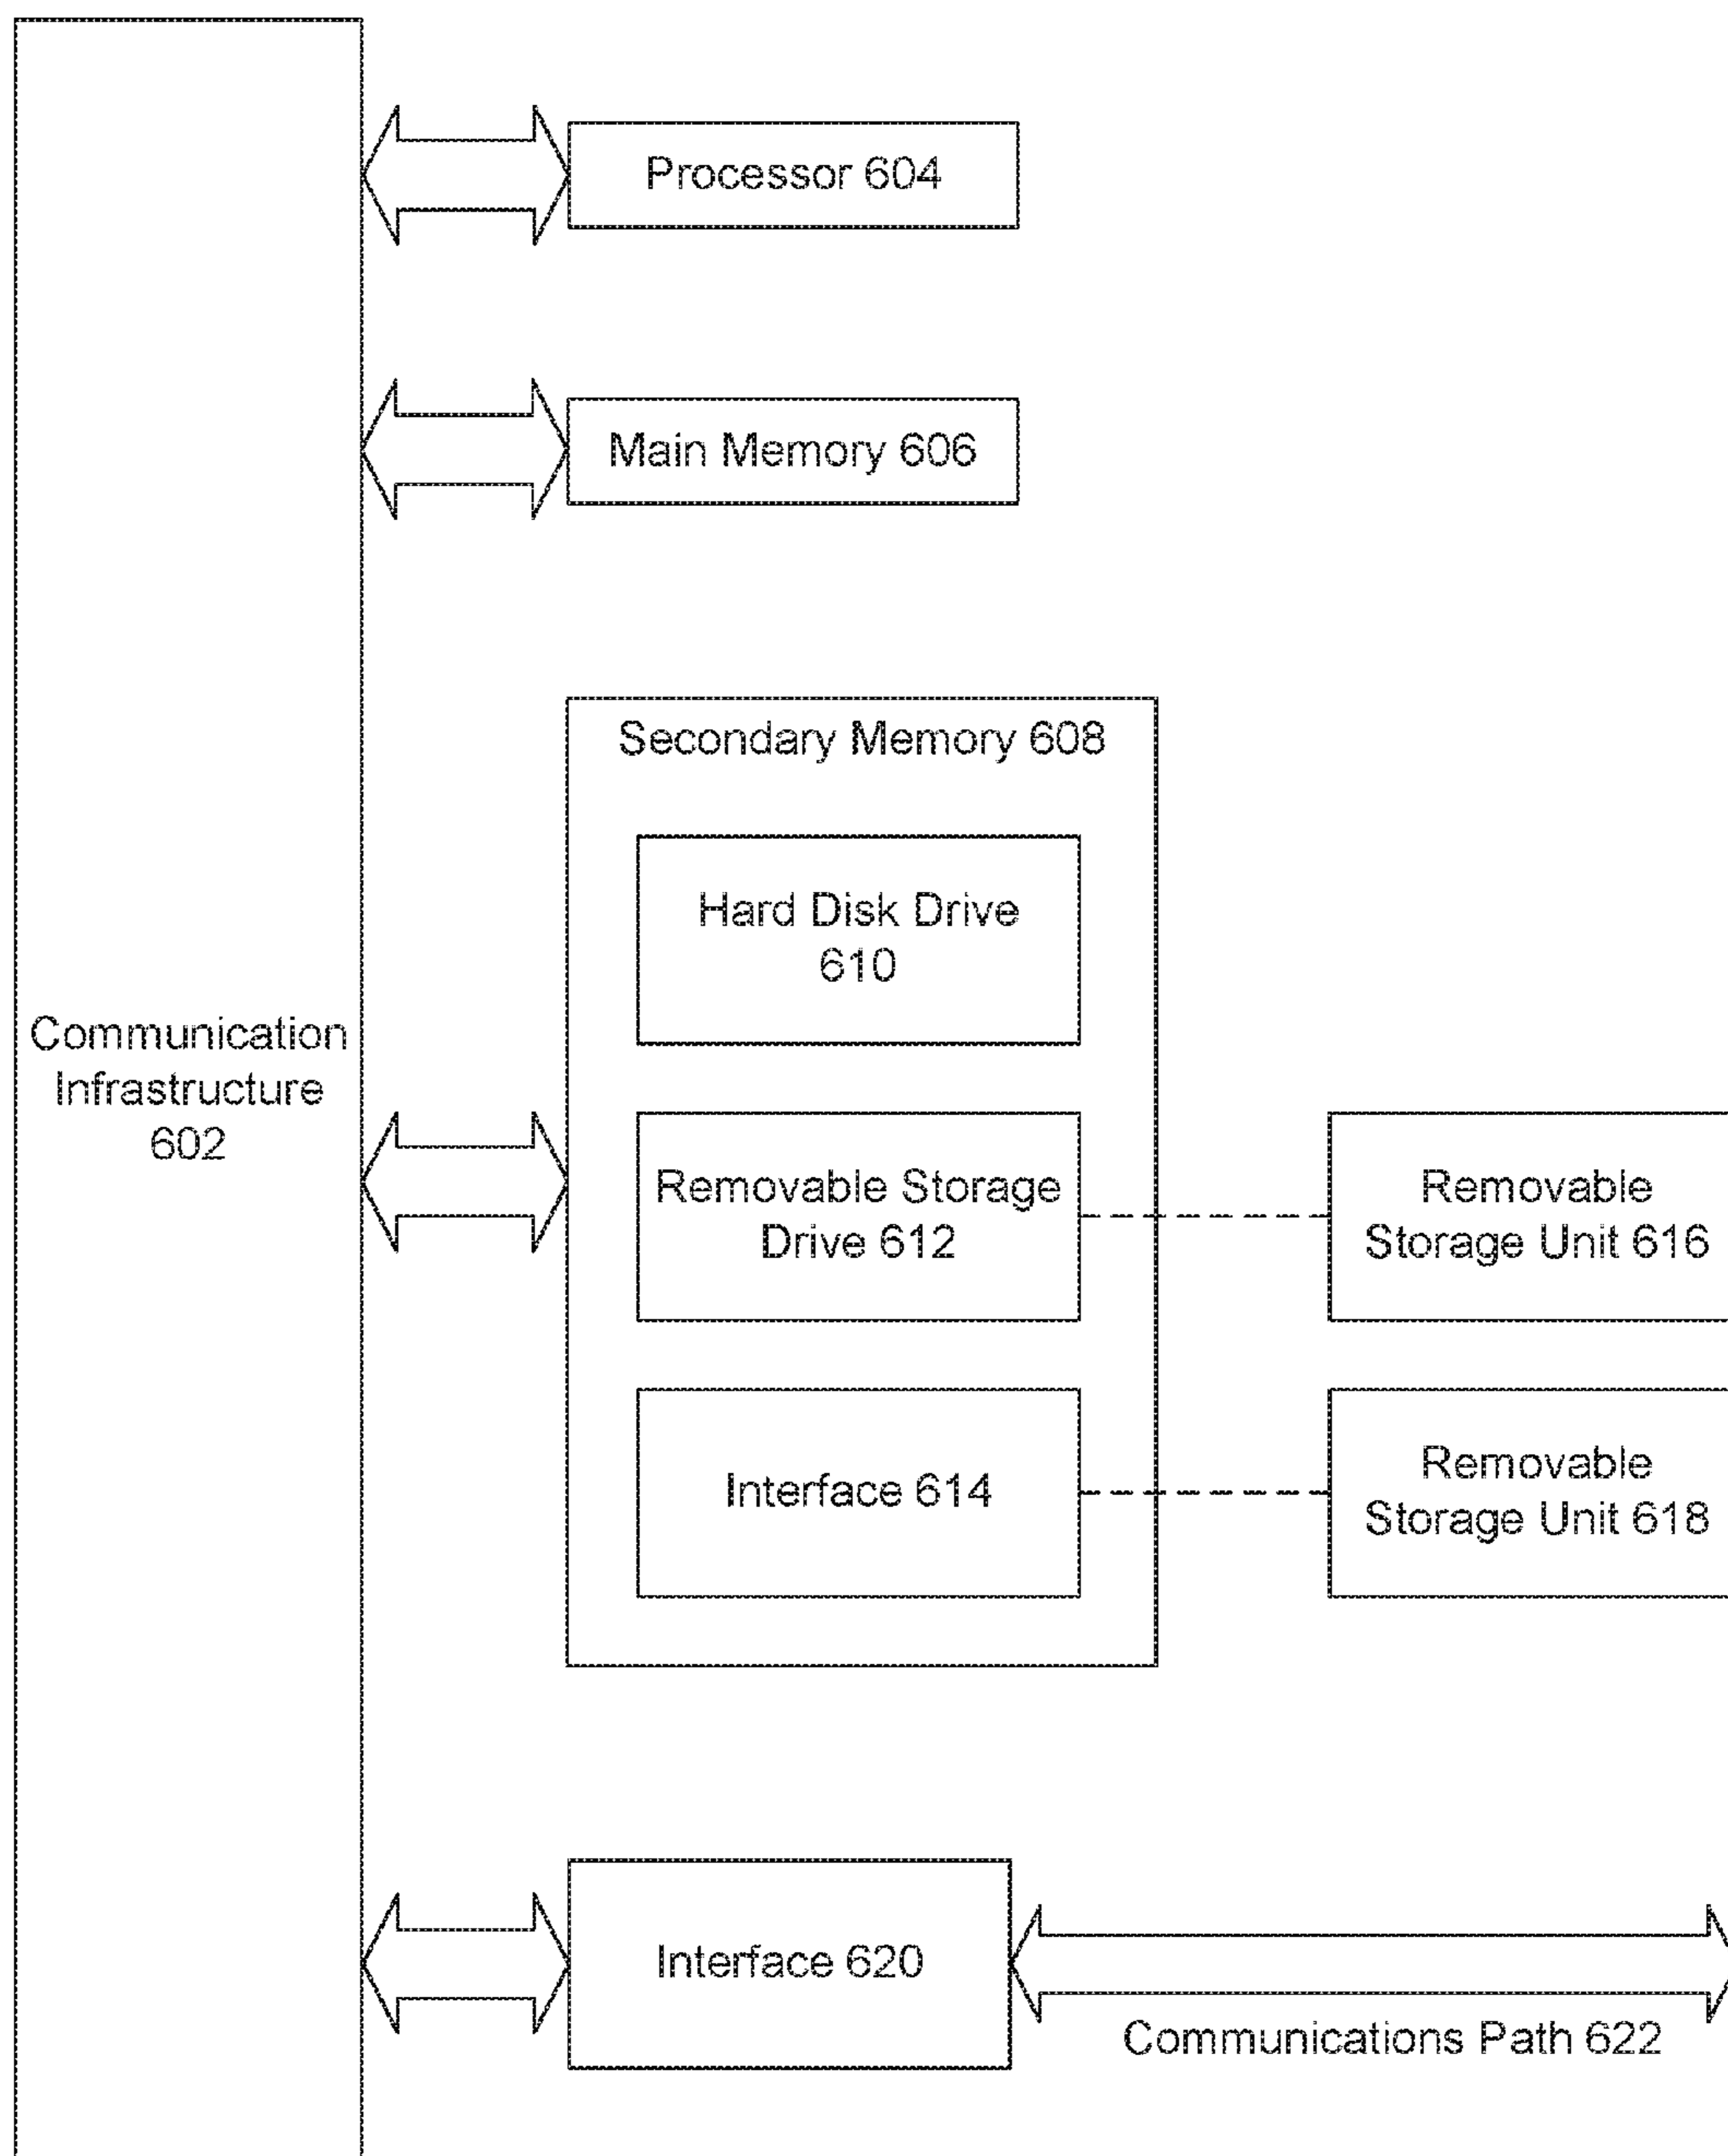 Processor 604
Main Memory 606
Secondary Memory 608
Hard Disk Drive
610
Communication
Infrastructure
602
Removable Storage
Drive 612
Removable
Storage Unit 616
Interface 614
Removable
Storage Unit 618
Interface 620
Communications Path 622